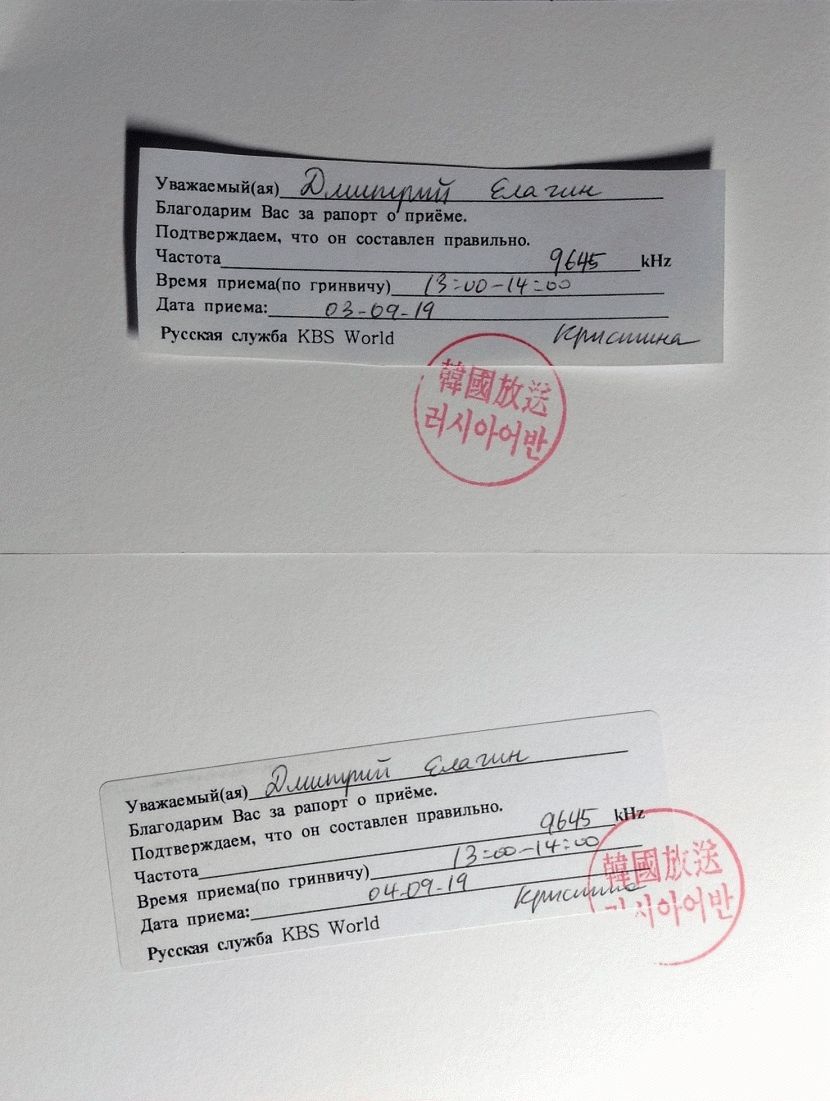 Уважаемый(ая) Дмитрий Елагин
Благодарим Вас за рапорт о приёме.
Подтверждаем, что он составлен правильно.
Частота 9645 kHz
Время приема(по гринвичу) 13=00-14=00
Дата приема: 03-09-19
Русская служба KBS World Кристина
韓國放送
러시아어반
Уважаемый(ая) Дмитрий Елагин
Благодарим Вас за рапорт о приёме.
Подтверждаем, что он составлен правильно.
Частота 9645 kHz
Время приема(по гринвичу) 13=00-14=00
Дата приема: 04-09-19
Русская служба KBS World Кристина
韓國放送
러시아어반